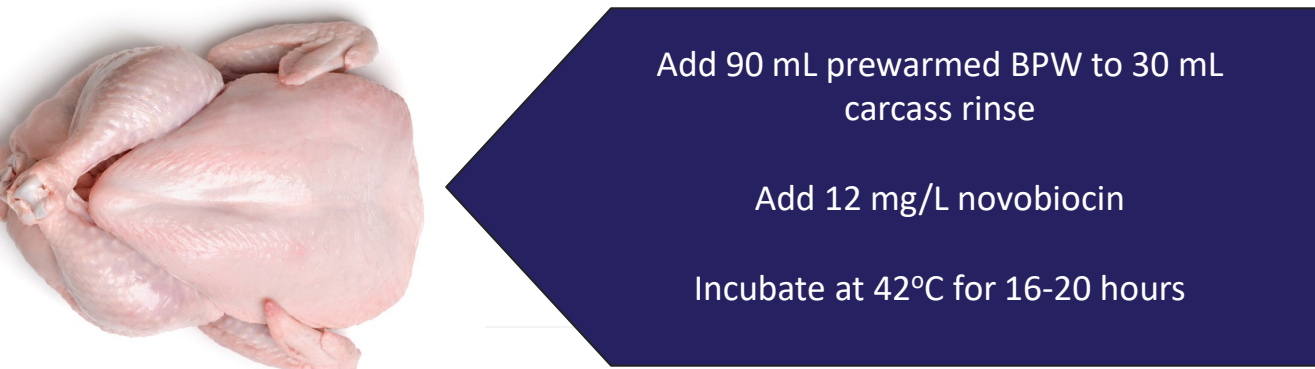 Add 90 mL prewarmed BPW to 30 mL
carcass rinse
Add 12 mg/L novobiocin
Incubate at 42°C for 16-20 hours